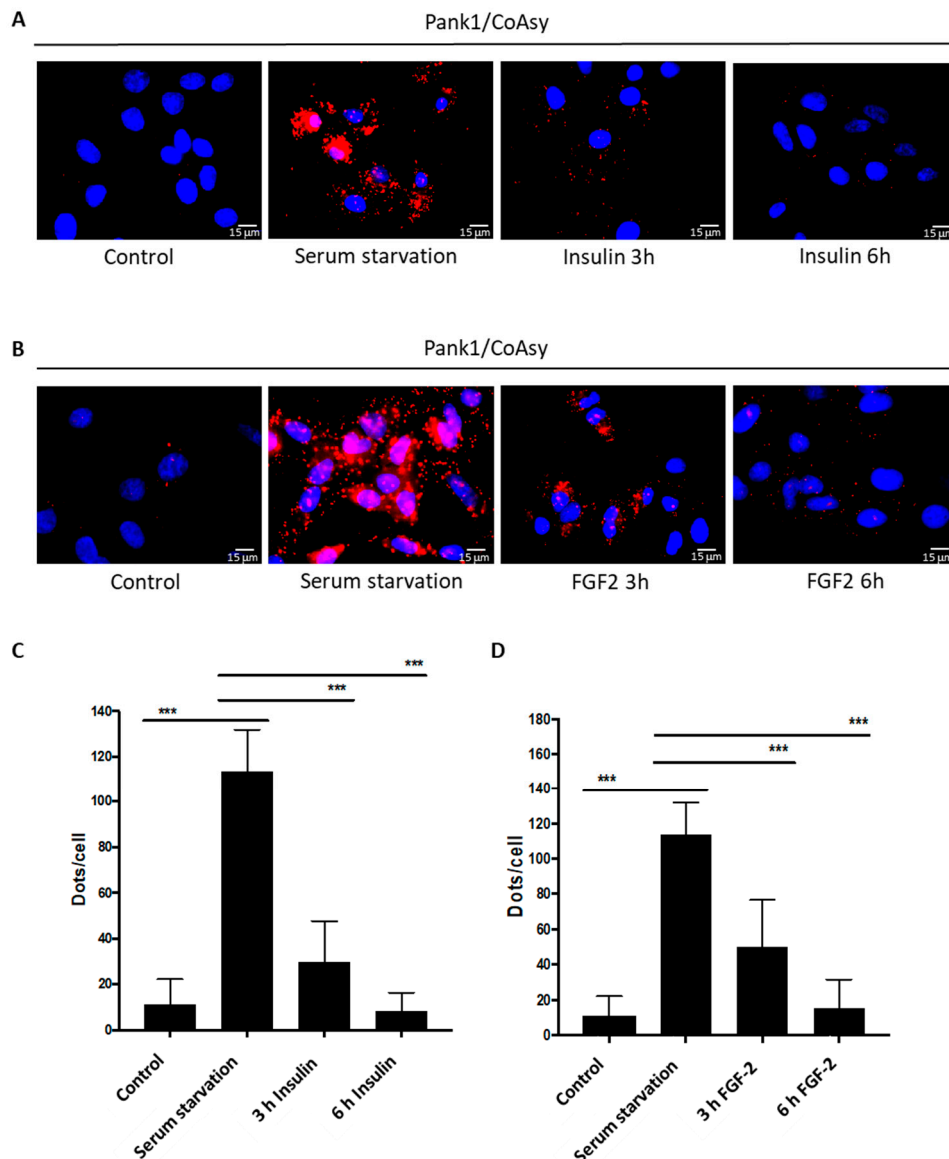 A
Pank1/CoAsy
15 µm
15 µm
15 µm
15 µm
Control
Serum starvation
Insulin 3h
Insulin 6h
B
Pank1/CoAsy
15 µm
15 µm
15 µm
15 µm
Control
Serum starvation
FGF2 3h
FGF2 6h
C
***
***
***
140
120
100
80
60
40
20
0
Dots/cell
Control
Serum starvation
3 h Insulin
6 h Insulin
D
***
***
***
180
160
140
120
100
80
60
40
20
0
Dots/cell
Control
Serum starvation
3 h FGF-2
6 h FGF-2